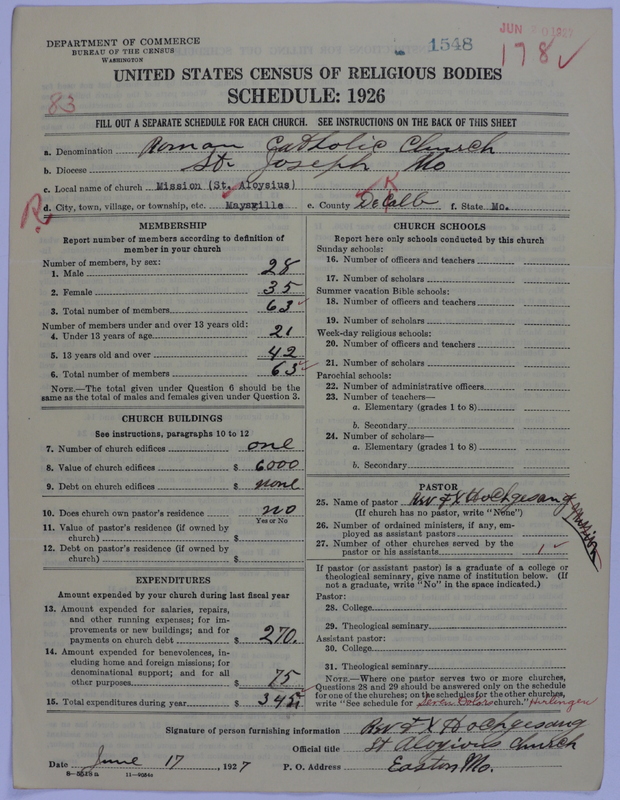 DEPARTMENT OF COMMERCE
BUREAU OF THE CENSUS
WASHINGTON
1548
JUN 1927
178 ✓
83
UNITED STATES CENSUS OF RELIGIOUS BODIES
SCHEDULE: 1926
FILL OUT A SEPARATE SCHEDULE FOR EACH CHURCH. SEE INSTRUCTIONS ON THE BACK OF THIS SHEET
a. Denomination Roman Catholic Church
b. Diocese St. Joseph Mo
c. Local name of church Mission (St. Aloysius)
R d. City, town, village, or township, etc. Maysville e. County DeKalb f. State Mo.
MEMBERSHIP
Report number of members according to definition of
member in your church
Number of members, by sex:
1. Male 28
2. Female 35
3. Total number of members 63 ✓
Number of members under and over 13 years old:
4. Under 13 years of age 21
5. 13 years old and over 42
6. Total number of members 63 ✓
NOTE.—The total given under Question 6 should be the
same as the total of males and females given under Question 3.
CHURCH BUILDINGS
See instructions, paragraphs 10 to 12
7. Number of church edifices one
8. Value of church edifices $ 6000
9. Debt on church edifices $ none
10. Does church own pastor's residence no
Yes or No
11. Value of pastor's residence (if owned by
church) $
12. Debt on pastor's residence (if owned by
church) $
EXPENDITURES
Amount expended by your church during last fiscal year
13. Amount expended for salaries, repairs,
and other running expenses; for im-
provements or new buildings; and for
payments on church debt $ 270.
14. Amount expended for benevolences, in-
cluding home and foreign missions; for
denominational support; and for all
other purposes $ 75
15. Total expenditures during year $ 345
CHURCH SCHOOLS
Report here only schools conducted by this church
Sunday schools:
16. Number of officers and teachers
17. Number of scholars
Summer vacation Bible schools:
18. Number of officers and teachers
19. Number of scholars
Week-day religious schools:
20. Number of officers and teachers
21. Number of scholars
Parochial schools:
22. Number of administrative officers
23. Number of teachers—
a. Elementary (grades 1 to 8)
b. Secondary
24. Number of scholars—
a. Elementary (grades 1 to 8)
b. Secondary
PASTOR
25. Name of pastor Rev F X Hochgesang
(If church has no pastor, write "None") Mission
26. Number of ordained ministers, if any, em-
ployed as assistant pastors
27. Number of other churches served by the
pastor or his assistants 1 ✓
If pastor (or assistant pastor) is a graduate of a college or
theological seminary, give name of institution below. (If
not a graduate, write "No" in the space indicated.)
Pastor:
28. College
29. Theological seminary
Assistant pastor:
30. College
31. Theological seminary
NOTE.—Where one pastor serves two or more churches,
Questions 28 and 29 should be answered only on the schedule
for one of the churches; on the schedules for the other churches,
write "See schedule for Seven Dolors church." Hurlingen
Signature of person furnishing information Rev F X Hochgesang
Official title St Aloysius Church
Date June 17, 1927 P. O. Address Easton Mo.
8-5518 a 11-9054a